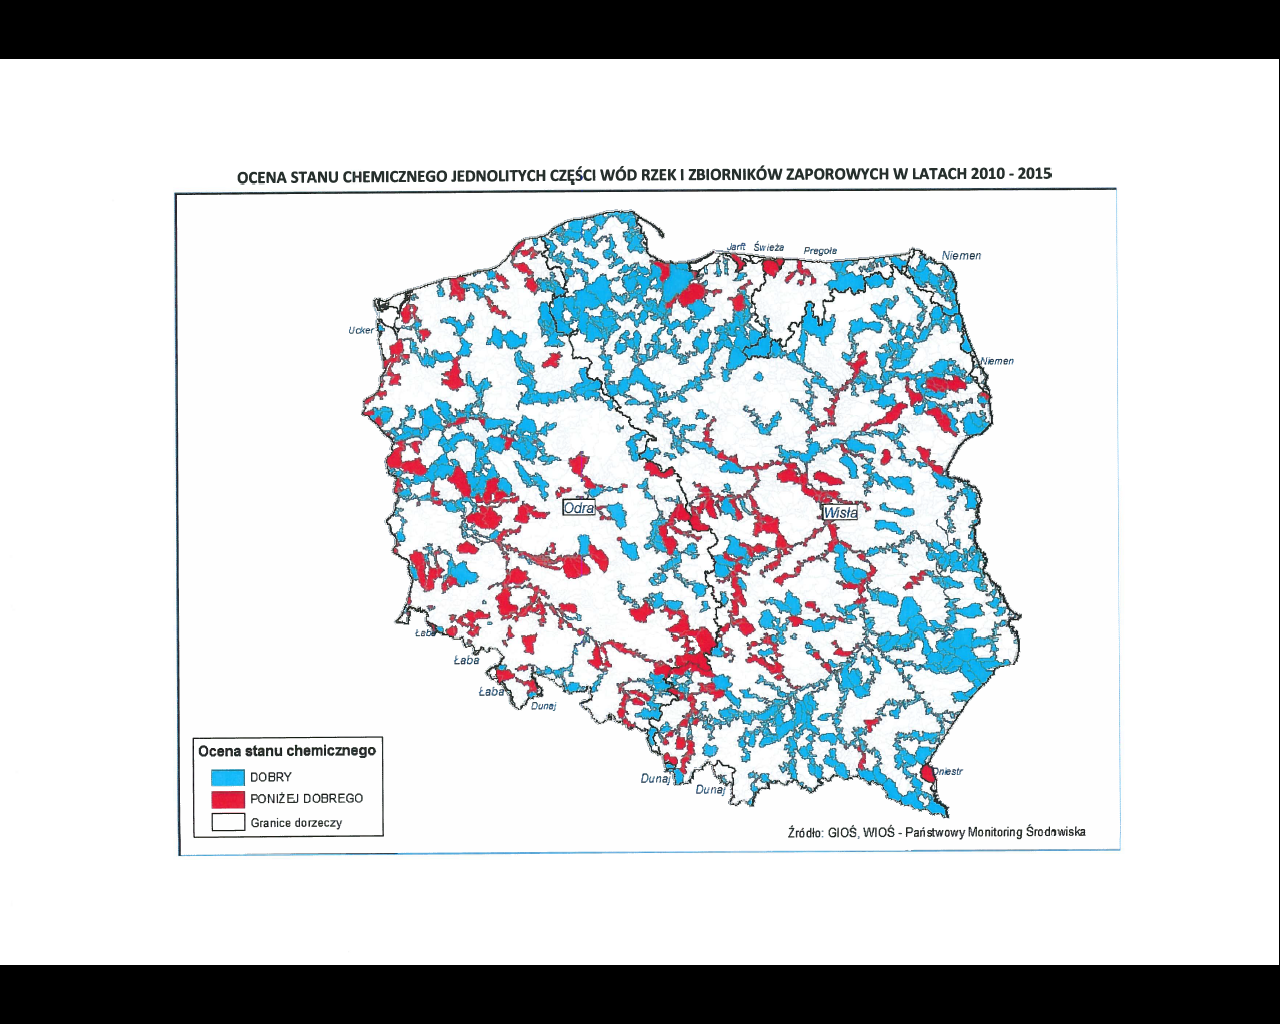 OCENA STANU CHEMICZNEGO JEDNOLITYCH CZĘŚCI WÓD RZEK I ZBIORNIKÓW ZAPOROWYCH W LATACH 2010 - 2015
Jarft Świeża Pregoła
Niemen
Ucker
Niemen
Odra
Wisła
Łaba
Łaba
Łaba
Dunaj
Dunaj
Dunaj
Dniestr
Ocena stanu chemicznego
DOBRY
PONIŻEJ DOBREGO
Granice dorzeczy
Źródło: GIOŚ, WIOŚ - Państwowy Monitoring Środowiska